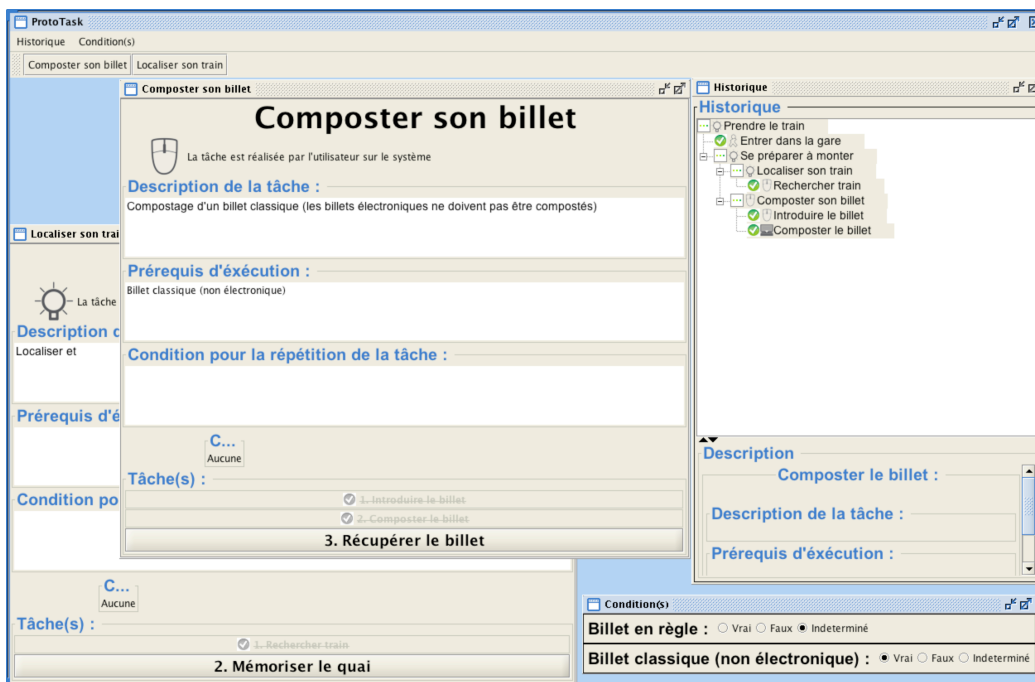 ProtoTask
Historique Condition(s)
Composter son billet Localiser son train
Composter son billet
Composter son billet
La tâche est réalisée par l'utilisateur sur le système
Description de la tâche :
Compostage d'un billet classique (les billets électroniques ne doivent pas être compostés)
Prérequis d'éxécution :
Billet classique (non électronique)
Condition pour la répétition de la tâche :
C...
Aucune
Tâche(s) :
1. Introduire le billet
2. Composter le billet
3. Récupérer le billet
Localiser son trai
La tâche
Description d
Localiser et
Prérequis d'é
Condition po
C...
Aucune
Tâche(s) :
1. Rechercher train
2. Mémoriser le quai
Historique
Historique
Prendre le train
Entrer dans la gare
Se préparer à monter
Localiser son train
Rechercher train
Composter son billet
Introduire le billet
Composter le billet
Description
Composter le billet :
Description de la tâche :
Prérequis d'éxécution :
Condition(s)
Billet en règle : Vrai Faux Indeterminé
Billet classique (non électronique) : Vrai Faux Indeterminé